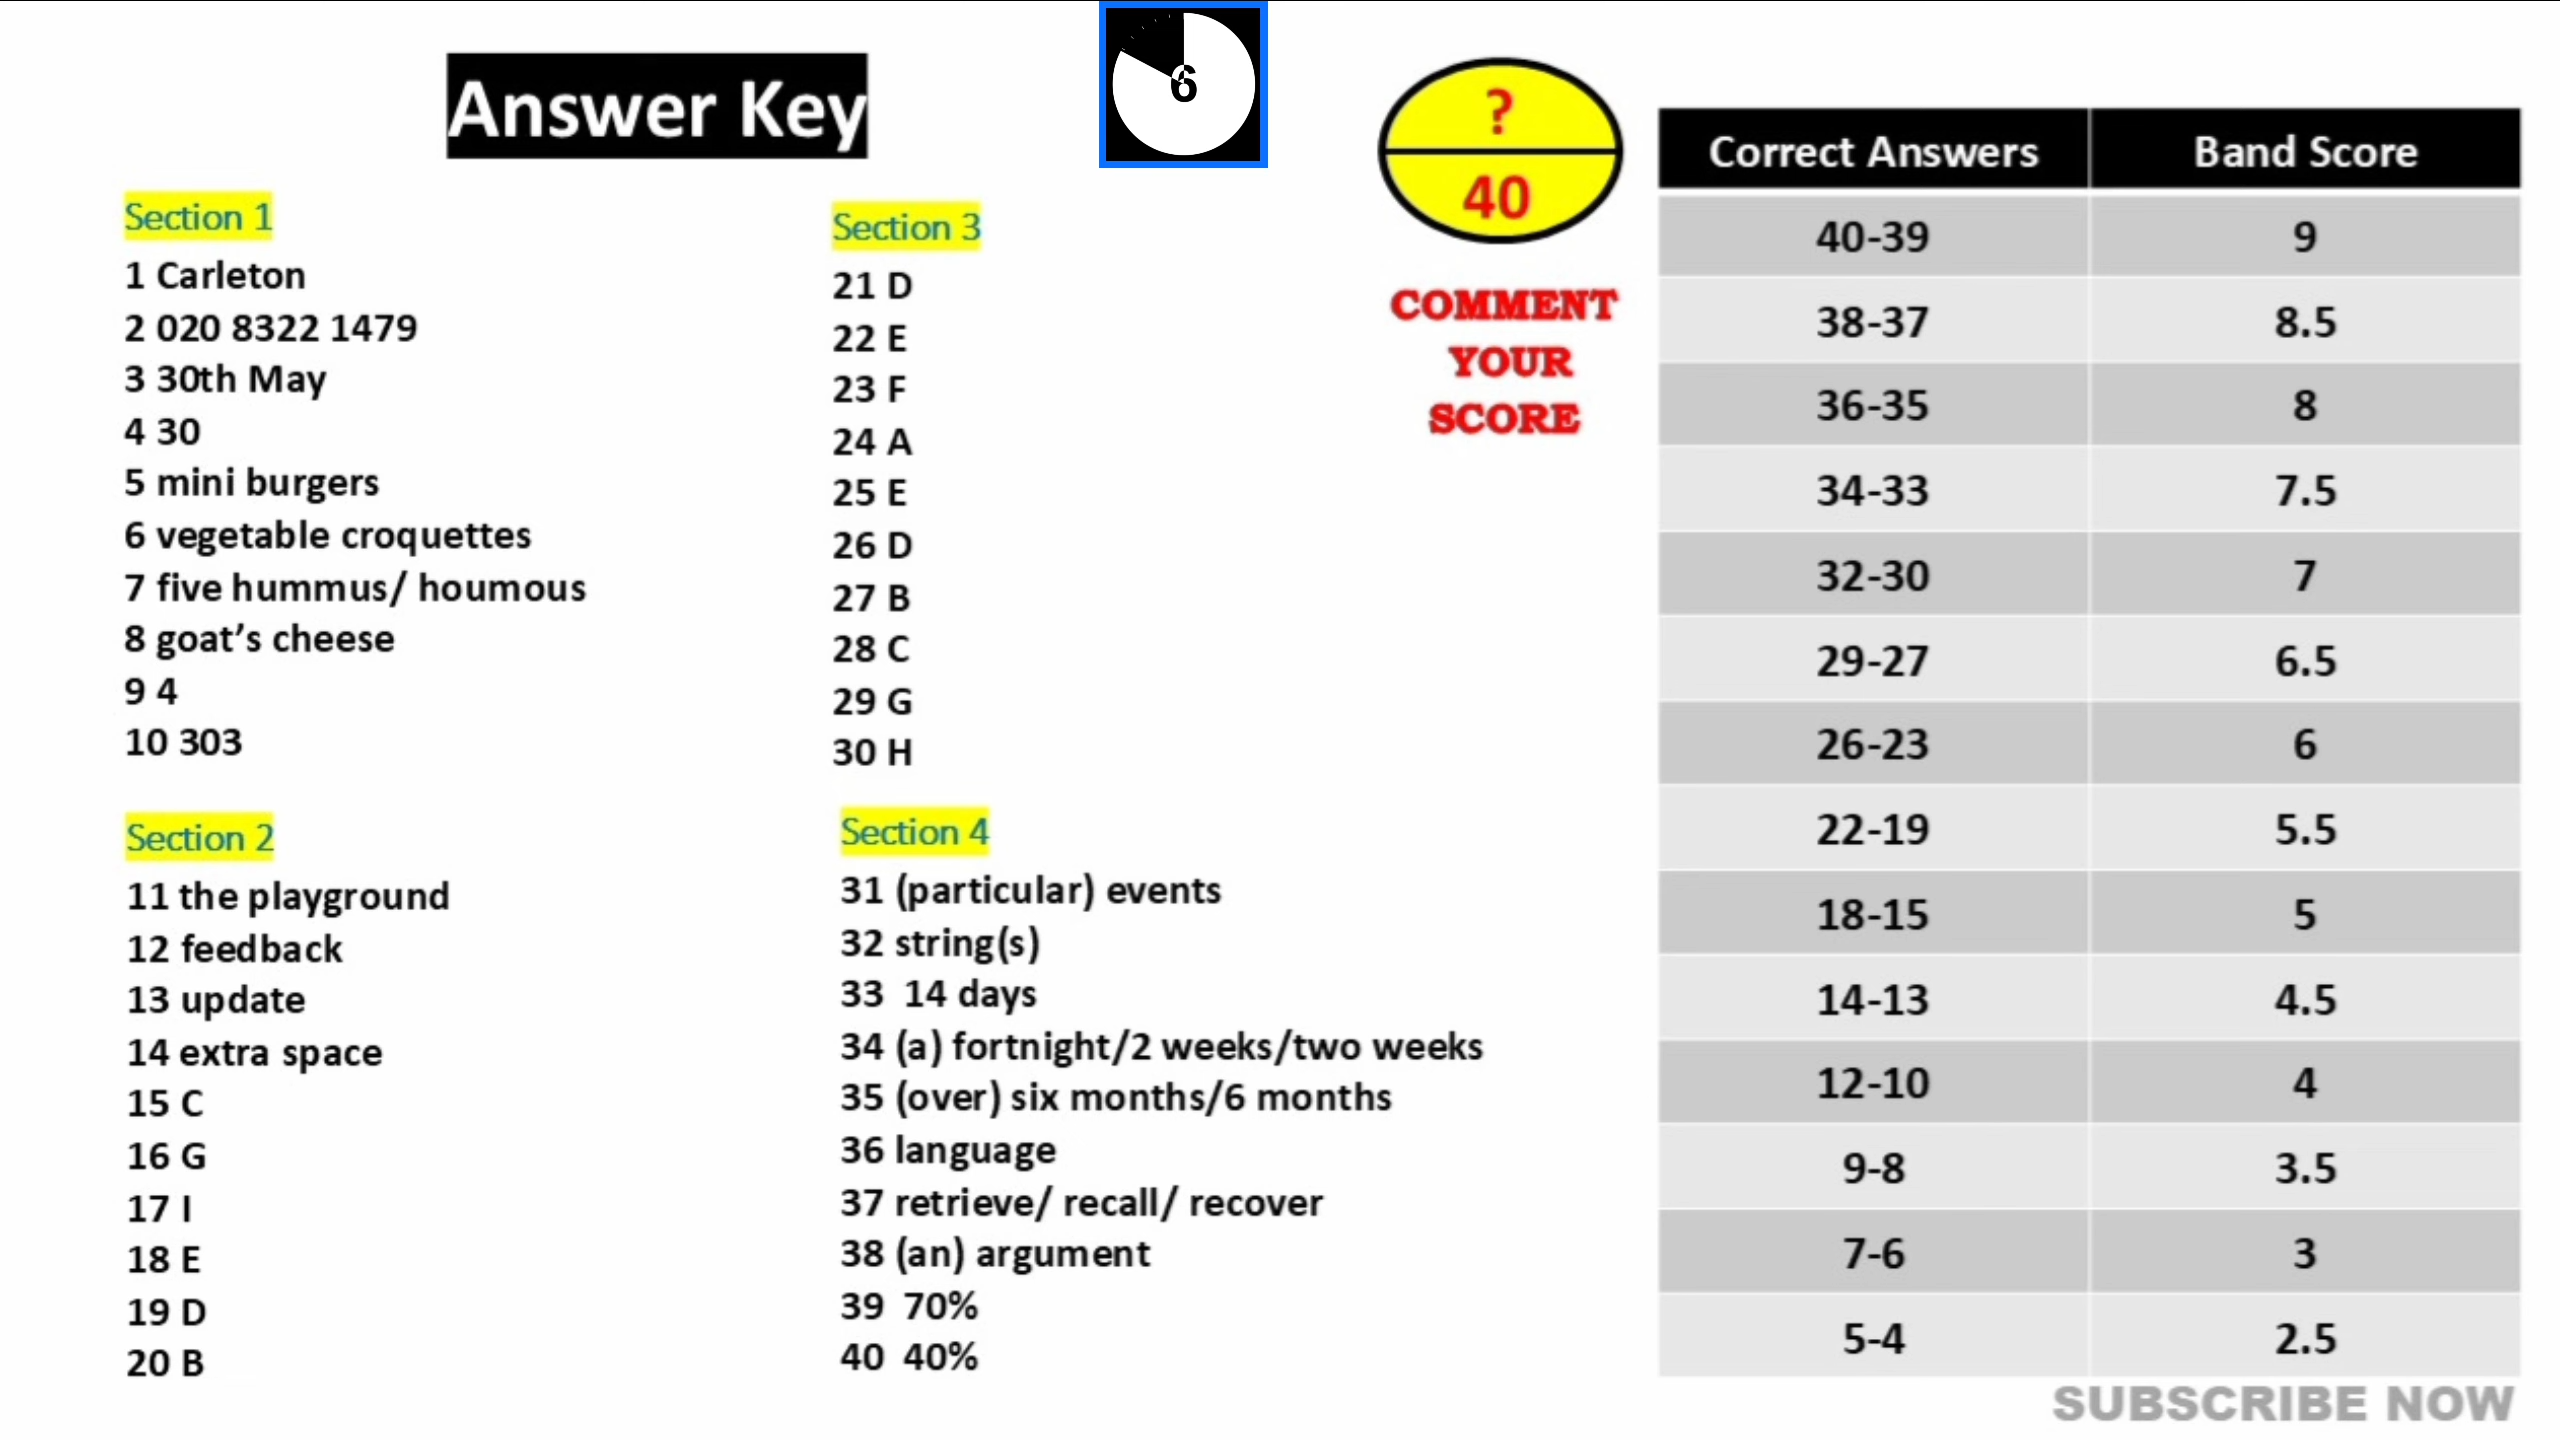 Answer Key
6
Section 1
1 Carleton
2 020 8322 1479
3 30th May
4 30
5 mini burgers
6 vegetable croquettes
7 five hummus/ houmous
8 goat’s cheese
9 4
10 303
Section 2
11 the playground
12 feedback
13 update
14 extra space
15 C
16 G
17 I
18 E
19 D
20 B
Section 3
21 D
22 E
23 F
24 A
25 E
26 D
27 B
28 C
29 G
30 H
Section 4
31 (particular) events
32 string(s)
33 14 days
34 (a) fortnight/2 weeks/two weeks
35 (over) six months/6 months
36 language
37 retrieve/ recall/ recover
38 (an) argument
39 70%
40 40%
?
40
COMMENT
YOUR
SCORE
Correct Answers Band Score
40-39 9
38-37 8.5
36-35 8
34-33 7.5
32-30 7
29-27 6.5
26-23 6
22-19 5.5
18-15 5
14-13 4.5
12-10 4
9-8 3.5
7-6 3
5-4 2.5
SUBSCRIBE NOW